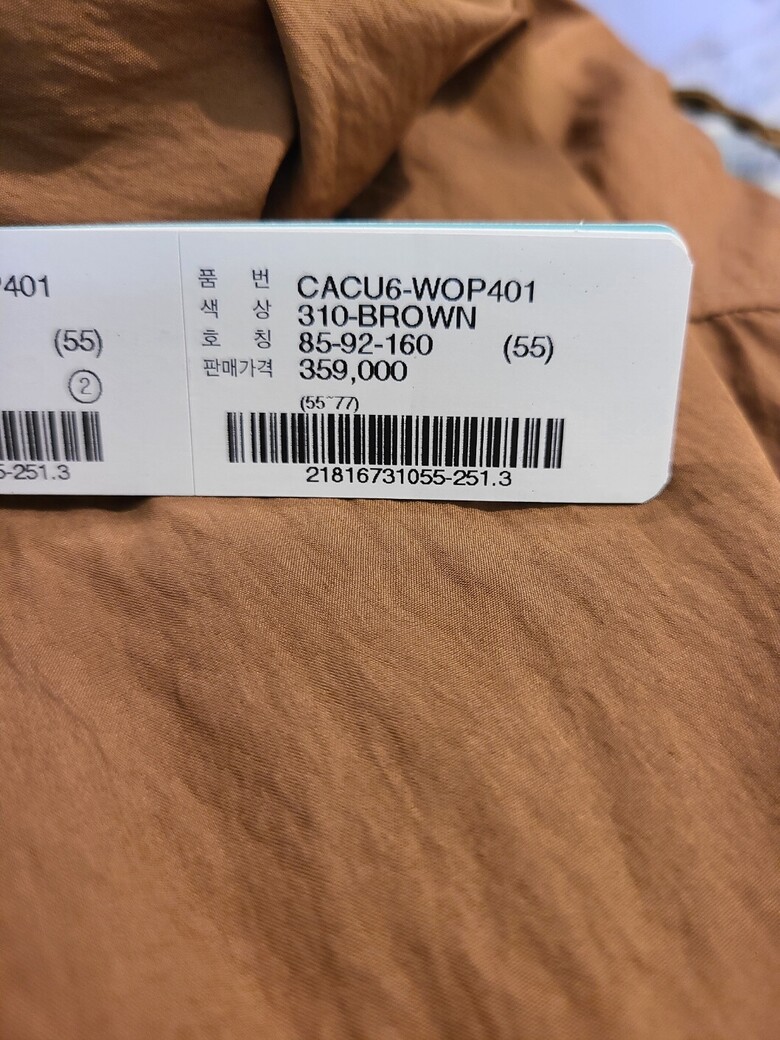 P401
(55)
2
5-251.3
품 번 CACU6-WOP401
색 상 310-BROWN
호 칭 85-92-160 (55)
판매가격 359,000
(55~77)
21816731055-251.3